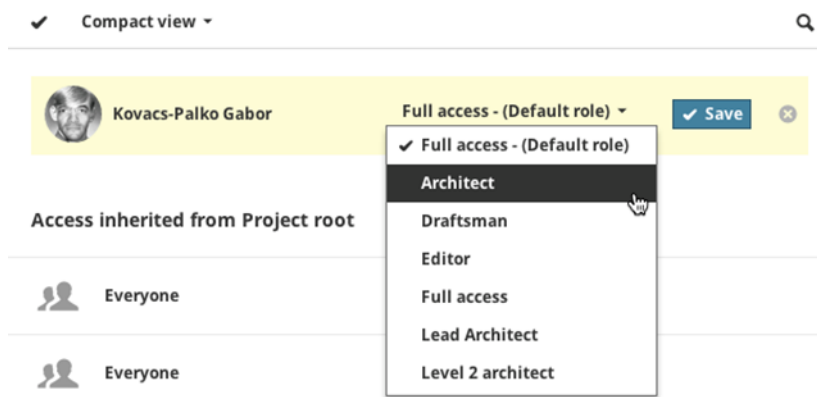 Compact view
Kovacs-Palko Gabor
Full access - (Default role)
Save
Full access - (Default role)
Architect
Draftsman
Editor
Full access
Lead Architect
Level 2 architect
Access inherited from Project root
Everyone
Everyone